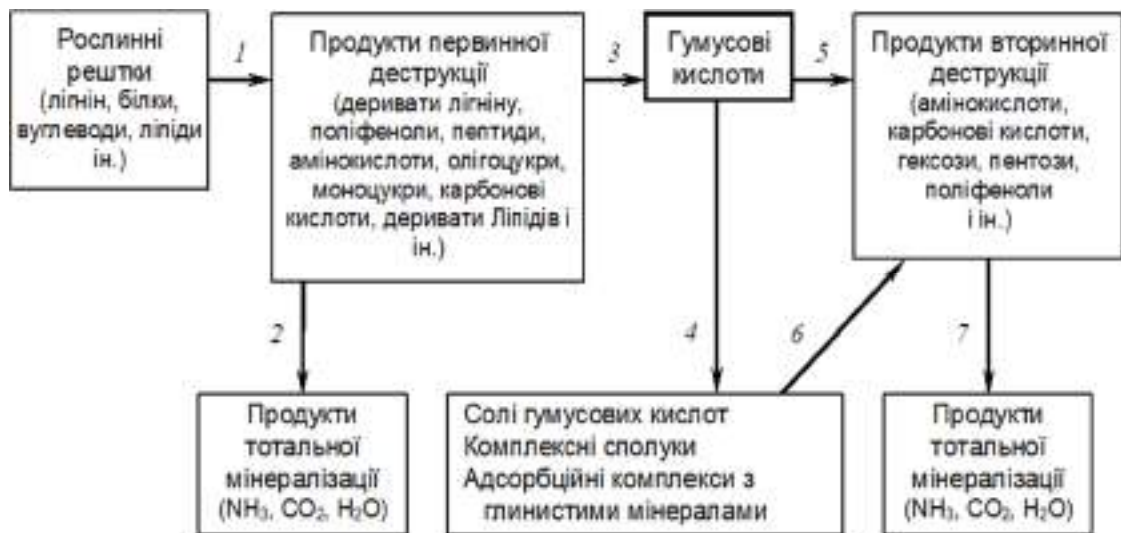 Рослинні
рештки
(лігнін, білки,
вуглеводи, ліпіди
ін.)
1
Продукти первинної
деструкції
(деривати лігніну,
поліфеноли, пептиди,
амінокислоти, олігоцукри,
моноцукри, карбонові
кислоти, деривати Ліпідів і
ін.)
3
Гумусові
кислоти
5
Продукти вторинної
деструкції
(амінокислоти,
карбонові кислоти,
гексози, пентози,
поліфеноли
і ін.)
2
4
6
7
Продукти
тотальної
мінералізації
(NH₃, CO₂, H₂O)
Солі гумусових кислот
Комплексні сполуки
Адсорбційні комплекси з
глинистими мінералами
Продукти
тотальної
мінералізації
(NH₃, CO₂, H₂O)